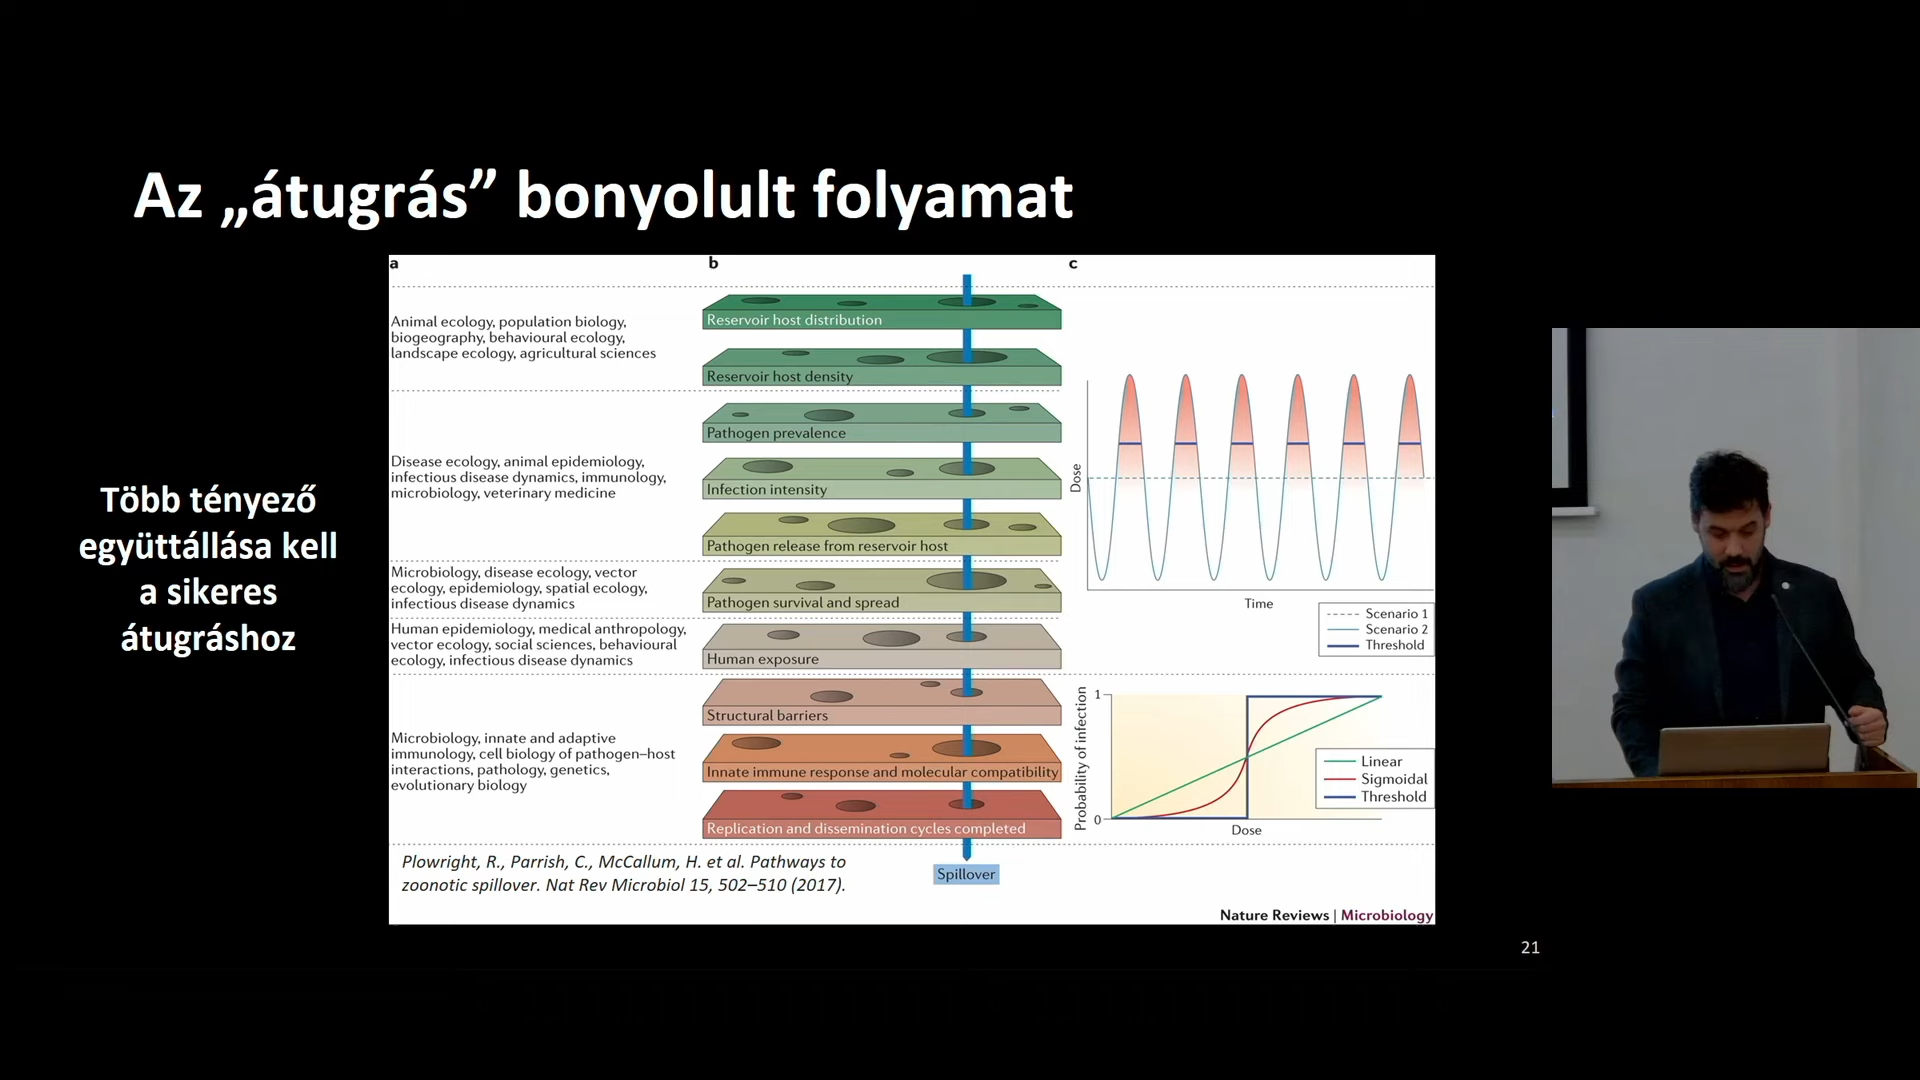 Az „átugrás” bonyolult folyamat
Több tényező
együttállása kell
a sikeres
átugráshoz
a
b
c
Animal ecology, population biology,
biogeography, behavioural ecology,
landscape ecology, agricultural sciences
Disease ecology, animal epidemiology,
infectious disease dynamics, immunology,
microbiology, veterinary medicine
Microbiology, disease ecology, vector
ecology, epidemiology, spatial ecology,
infectious disease dynamics
Human epidemiology, medical anthropology,
vector ecology, social sciences, behavioural
ecology, infectious disease dynamics
Microbiology, innate and adaptive
immunology, cell biology of pathogen–host
interactions, pathology, genetics,
evolutionary biology
Reservoir host distribution
Reservoir host density
Pathogen prevalence
Infection intensity
Pathogen release from reservoir host
Pathogen survival and spread
Human exposure
Structural barriers
Innate immune response and molecular compatibility
Replication and dissemination cycles completed
Spillover
Dose
Time
Scenario 1
Scenario 2
Threshold
Probability of infection
1
0
Dose
Linear
Sigmoidal
Threshold
Plowright, R., Parrish, C., McCallum, H. et al. Pathways to
zoonotic spillover. Nat Rev Microbiol 15, 502–510 (2017).
Nature Reviews | Microbiology
21